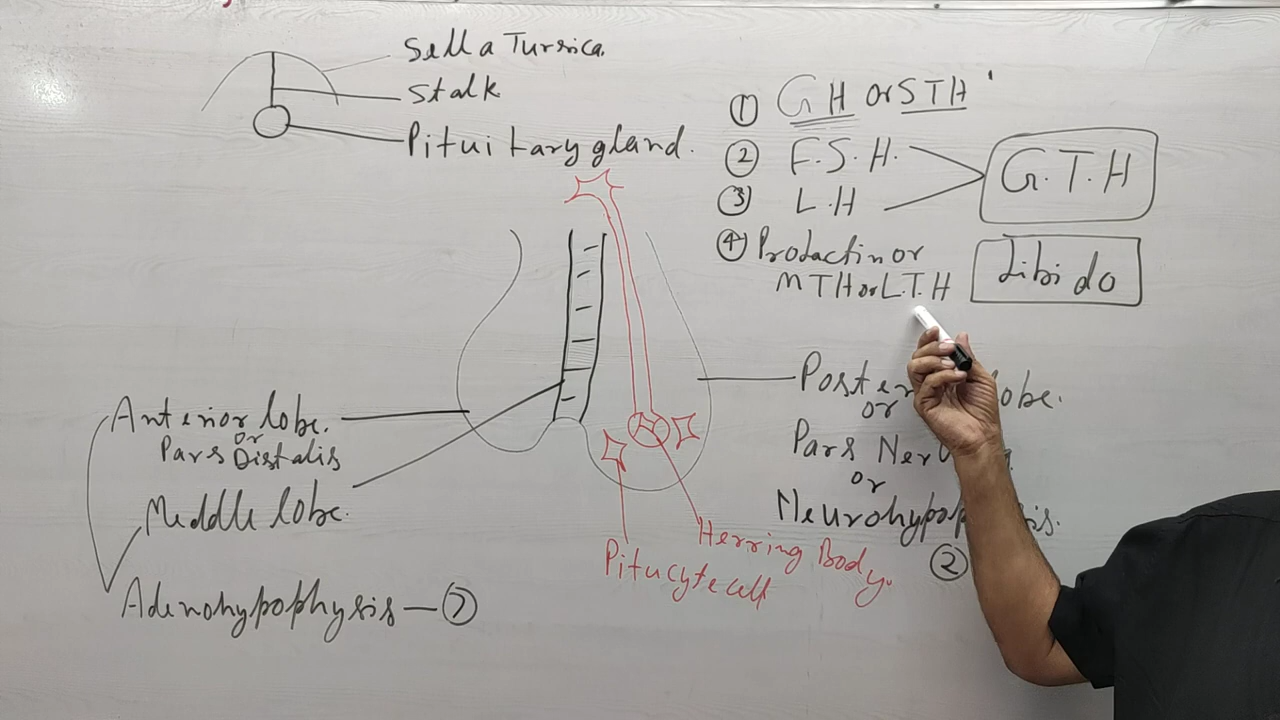 Sella Tursica.
Stalk
Pituitary gland.
① GH or STH
② F.S.H.
③ L.H
G.T.H
④ Prolactin or
MTH or L.T.H
Libido
Anterior lobe.
or
Pars Distalis
Middle lobe.
Adenohypophysis — ⑦
or
Pars
or
②
Herring Body.
Pitucyte cell